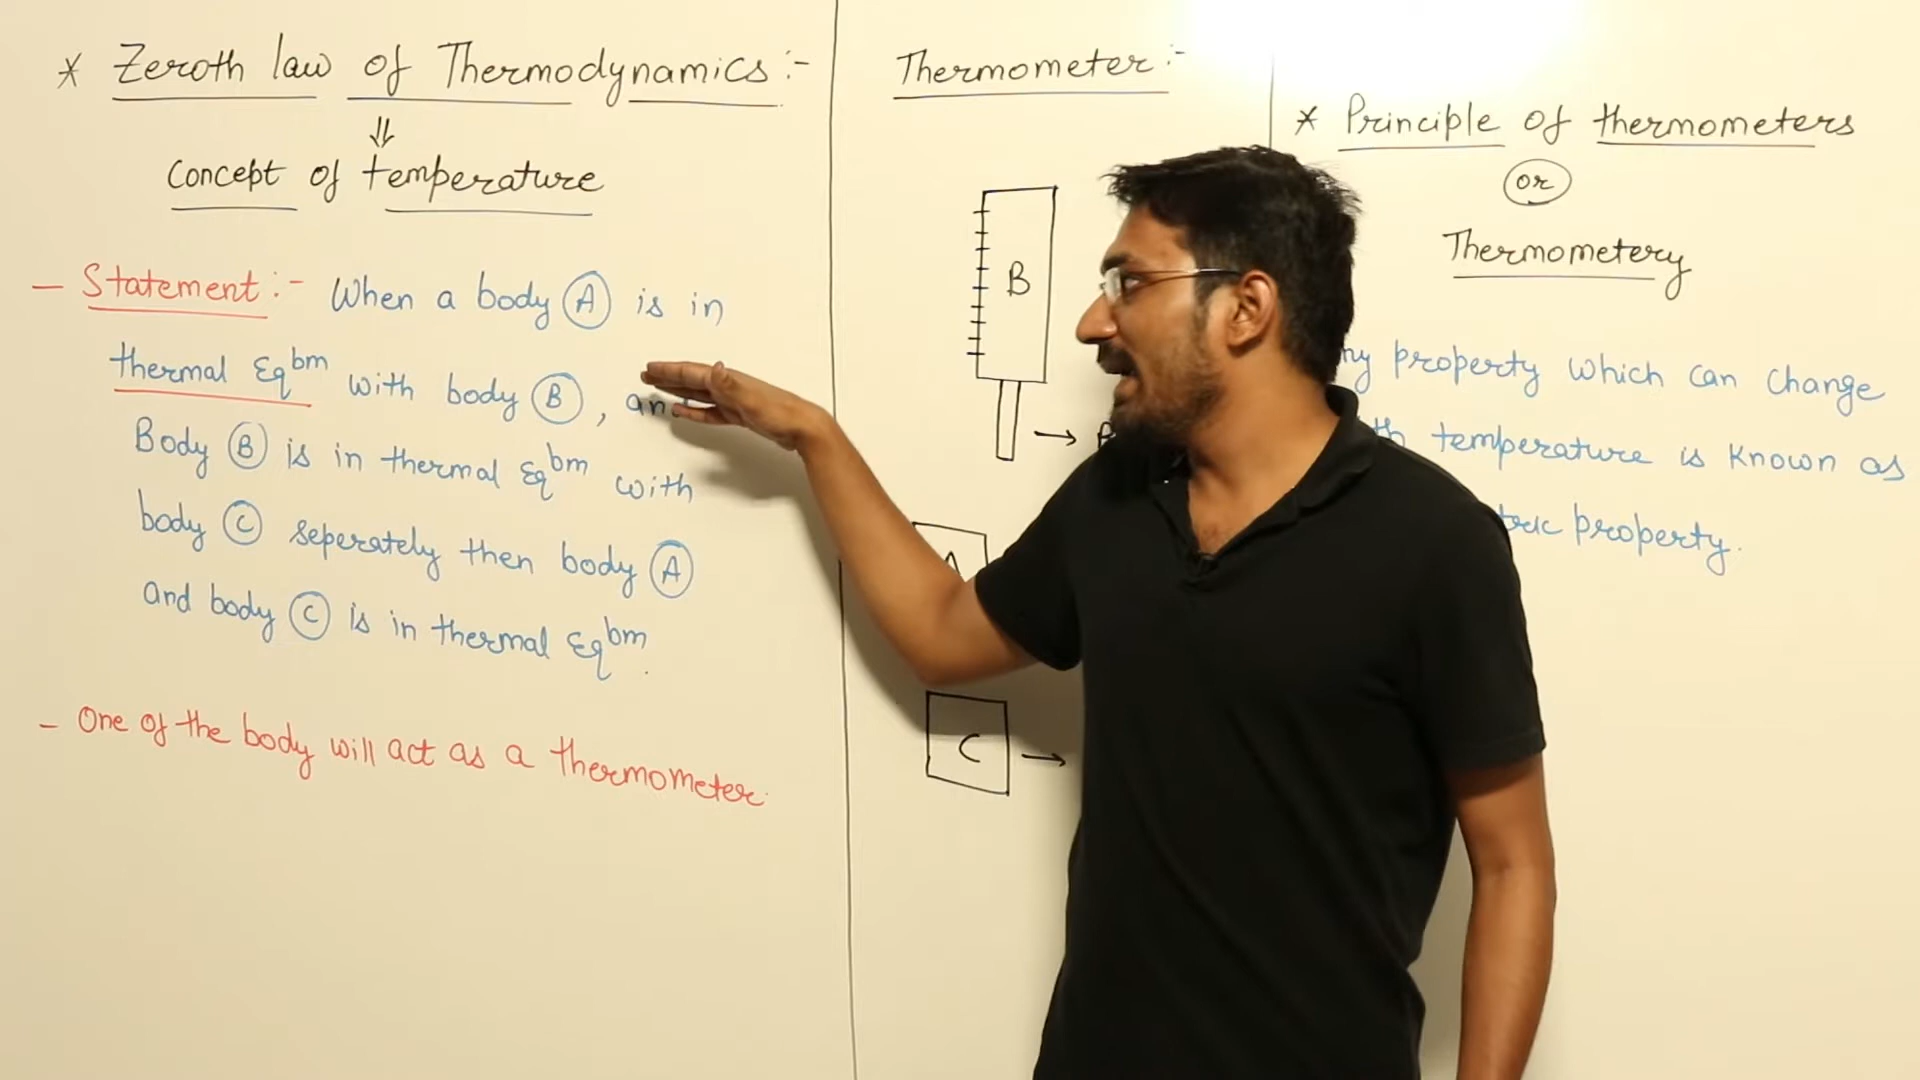 * Zeroth law of Thermodynamics :-
⇓
Concept of temperature
- Statement :- When a body A is in
thermal Eqbm with body B, and
Body B is in thermal Eqbm with
body C seperately then body A
and body C is in thermal Eqbm.
- One of the body will act as a thermometer.
Thermometer :-
B
A
C →
* Principle of thermometers
or
Thermometery
property which can change
temperature is known as
property.